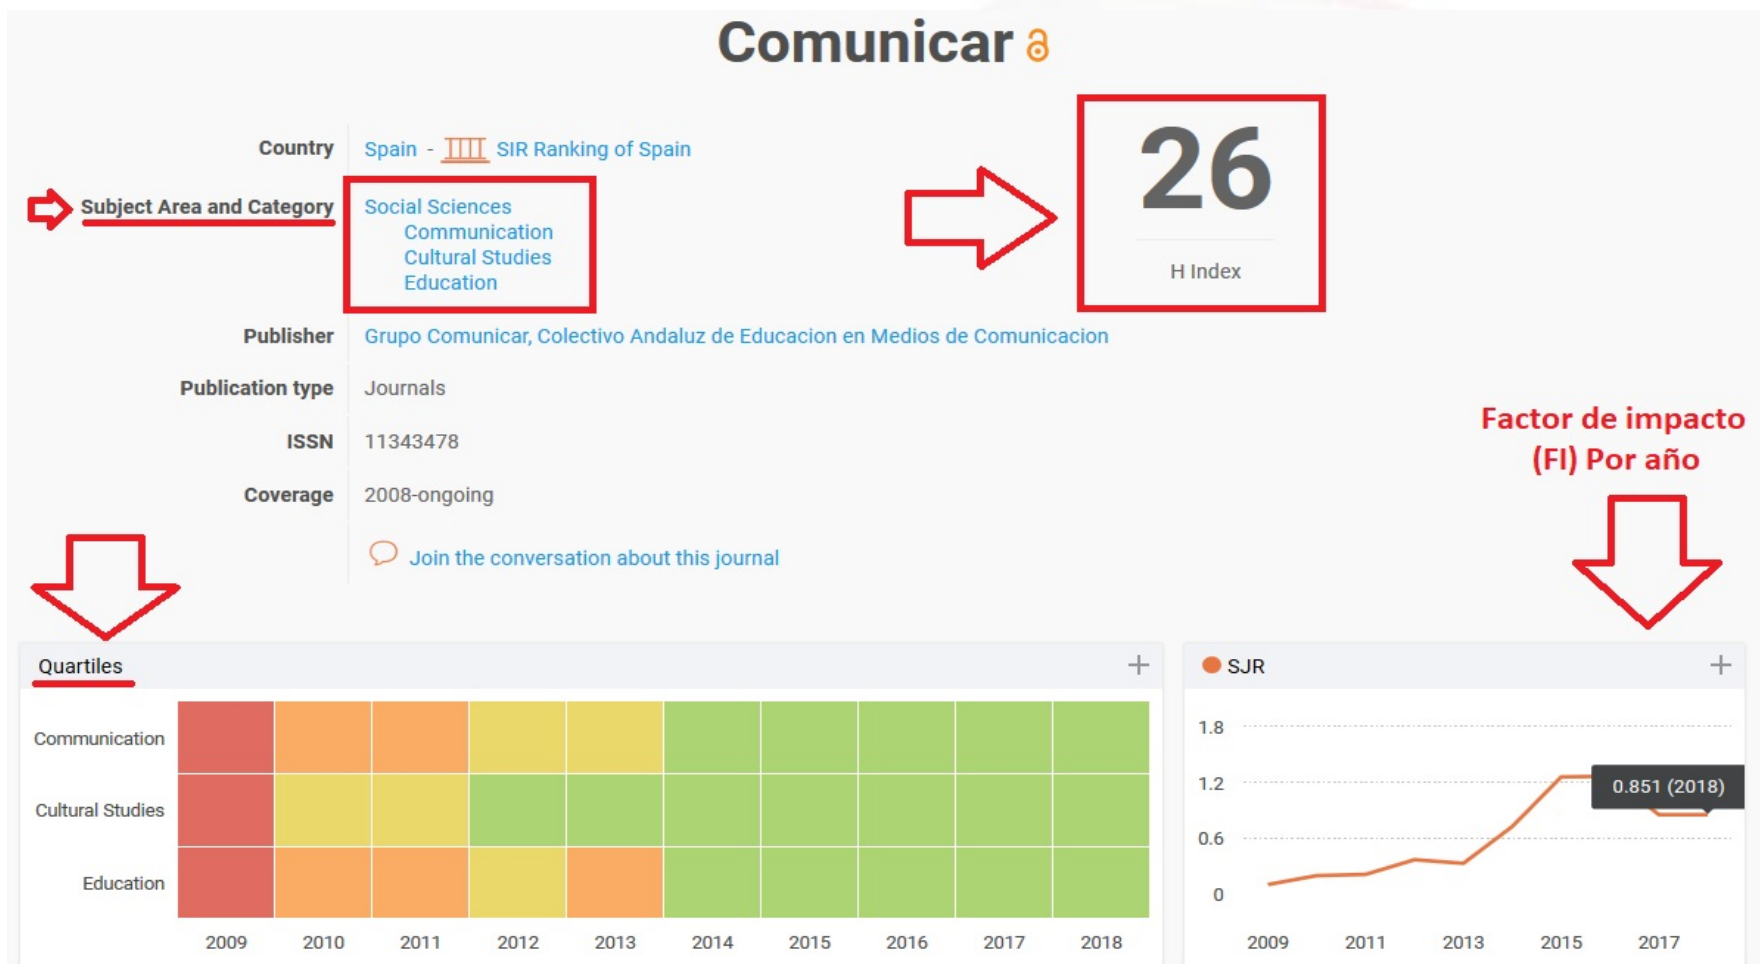 Comunicar
Country
Spain - SIR Ranking of Spain
Subject Area and Category
Social Sciences
Communication
Cultural Studies
Education
26
H Index
Publisher
Grupo Comunicar, Colectivo Andaluz de Educacion en Medios de Comunicacion
Publication type
Journals
ISSN
11343478
Coverage
2008-ongoing
Join the conversation about this journal
Factor de impacto
(FI) Por año
Quartiles
Communication
Cultural Studies
Education
2009 2010 2011 2012 2013 2014 2015 2016 2017 2018
SJR
1.8
1.2
0.6
0
0.851 (2018)
2009 2011 2013 2015 2017